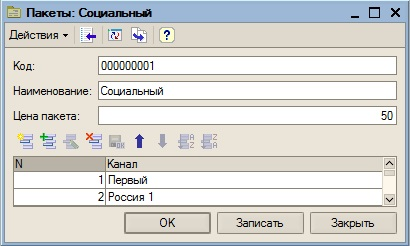 Пакеты: Социальный
Действия
Код: 000000001
Наименование: Социальный
Цена пакета: 50
N Канал
1 Первый
2 Россия 1
OK Записать Закрыть